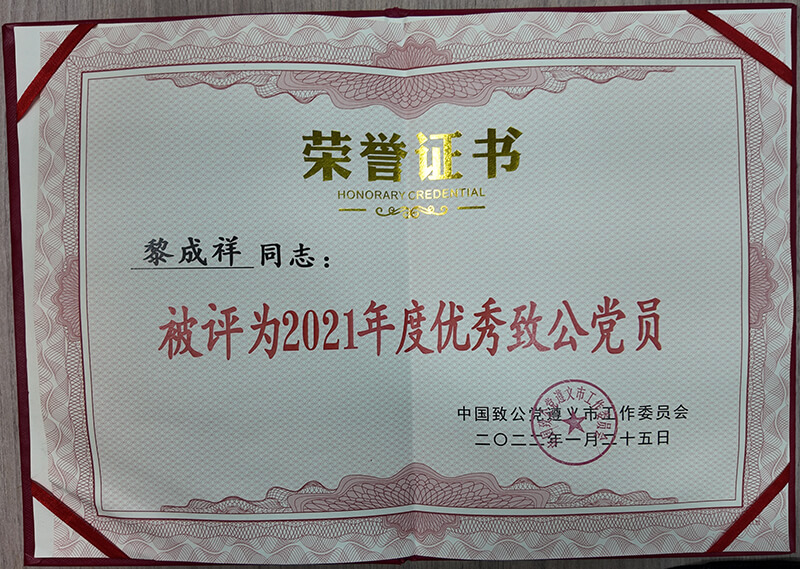 荣誉证书
HONORARY CREDENTIAL
黎成祥 同志：
被评为2021年度优秀致公党员
中国致公党遵义市工作委员会
二〇二二年一月二十五日